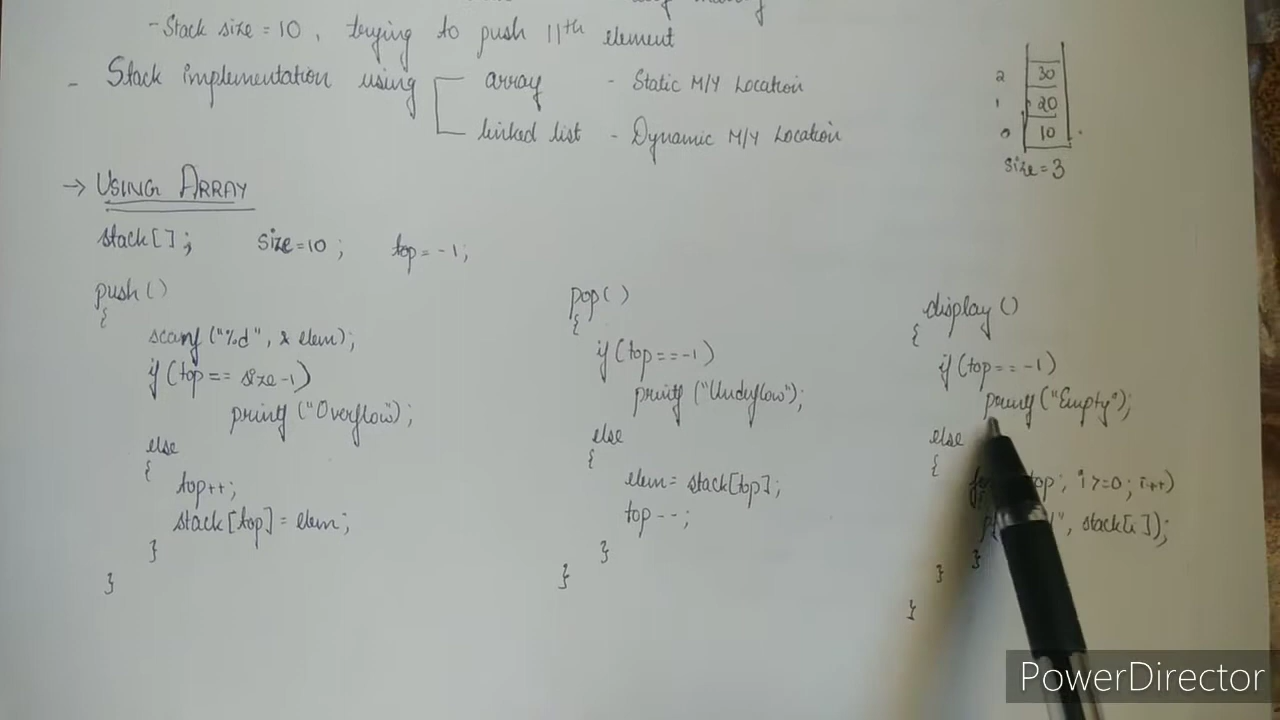 - Stack size = 10, trying to push 11th element
- Stack implementation using
array - Static M/Y Location
linked list - Dynamic M/Y Location
2 30
1 20
0 10
size = 3
→ USING ARRAY
stack[ ]; size=10; top=-1;
push()
{
scanf ("%d", & elem);
if (top == size-1)
printf ("Overflow");
else
{
top++;
stack[top] = elem;
}
}
pop()
{
if (top==-1)
printf ("Underflow");
else
{
elem= stack[top];
top--;
}
}
display()
{
if (top==-1)
printf ("Empty");
else
{
top; i>=0; i++)
", stack[i]);
}
}
}
PowerDirector